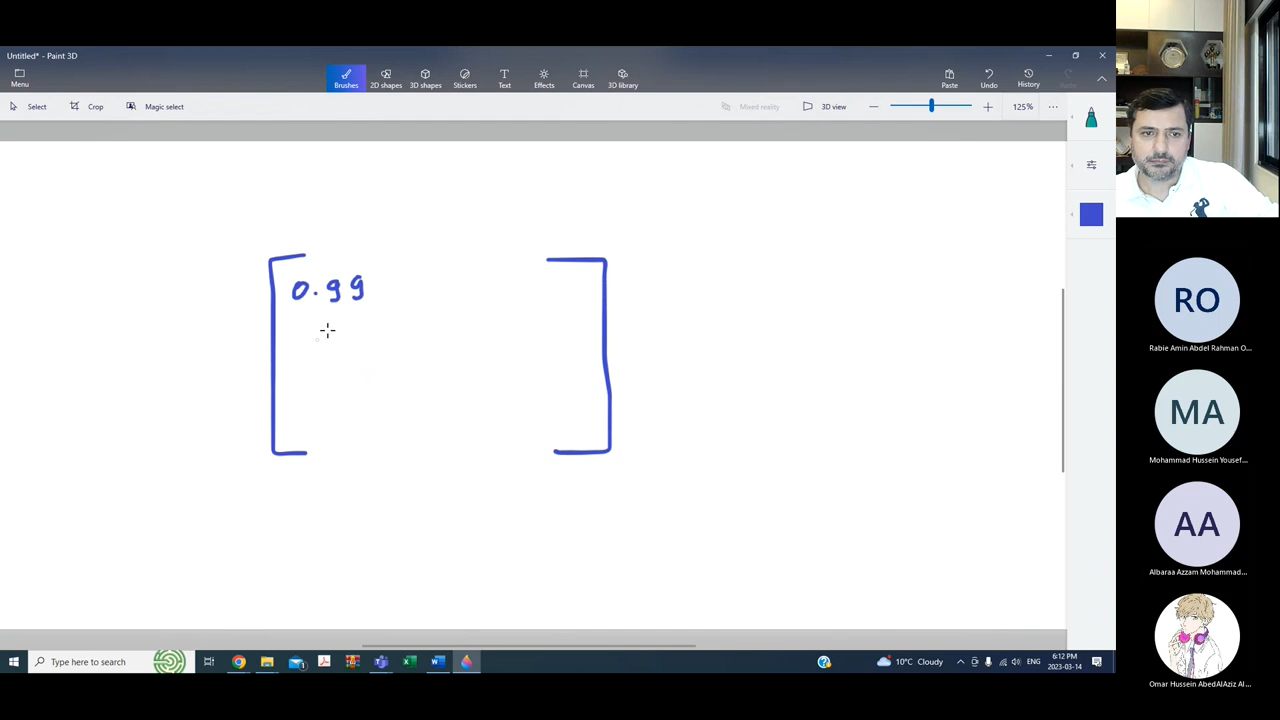 Untitled* - Paint 3D
Menu
Brushes
2D shapes
3D shapes
Stickers
Text
Effects
Canvas
3D library
Paste
Undo
History
Select
Crop
Magic select
Mixed reality
3D view
125%
0.99
RO
Rabie Amin Abdel Rahman O...
MA
Mohammad Hussein Yousef...
AA
Albaraa Azzam Mohammad...
Omar Hussein AbedAlAziz Al...
Type here to search
10°C Cloudy
ENG
6:12 PM
2023-03-14